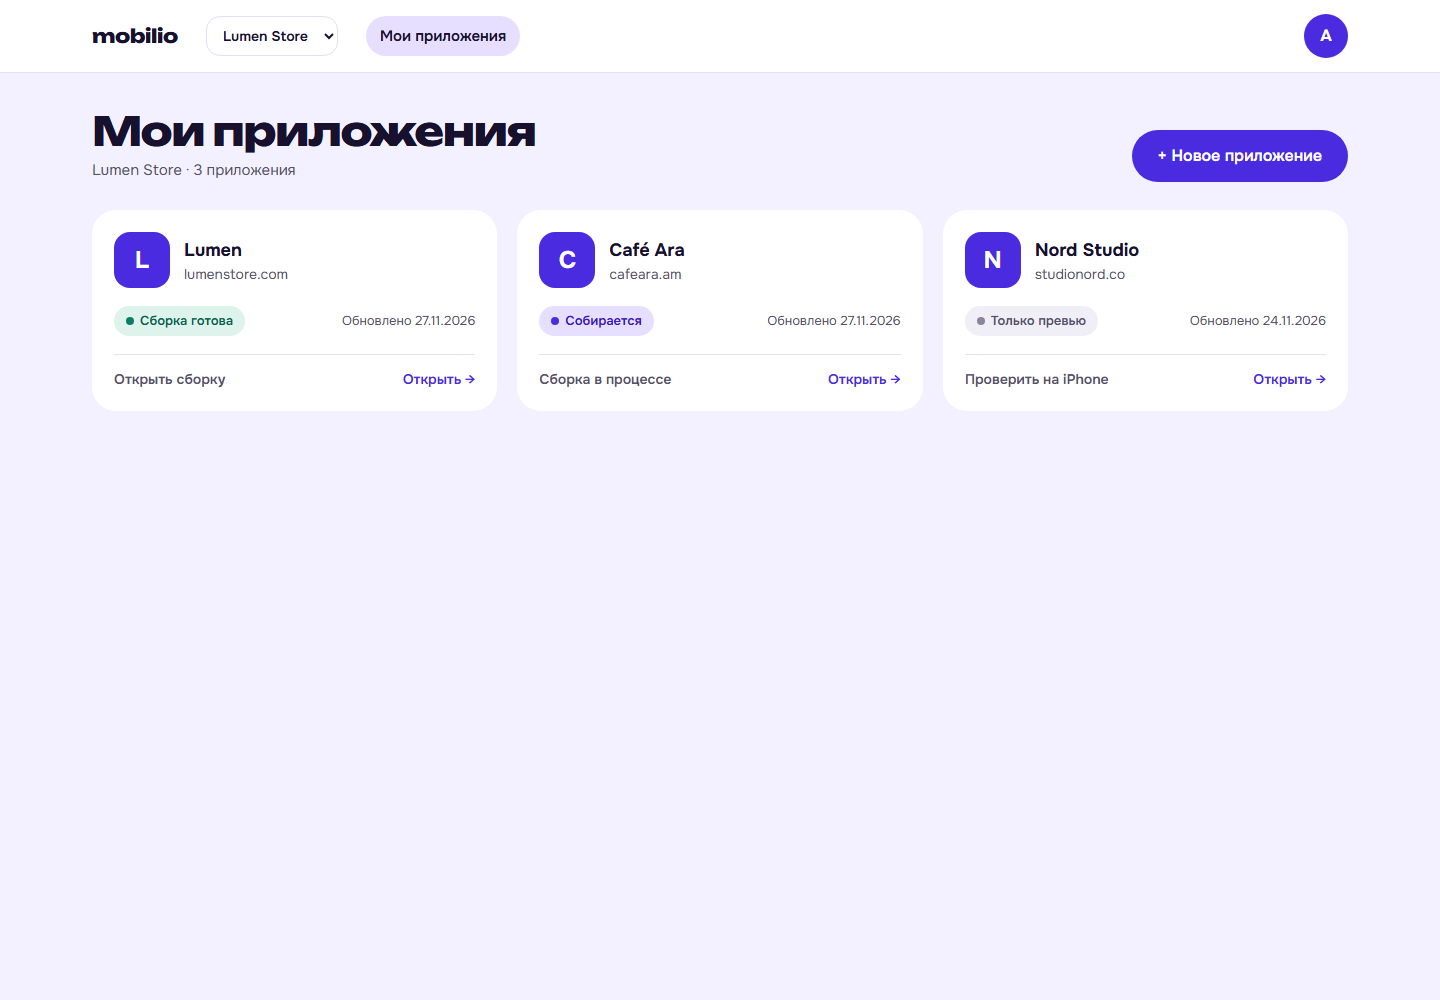 mobilio
Lumen Store
Мои приложения
A
Мои приложения
Lumen Store · 3 приложения
+ Новое приложение
L
Lumen
lumenstore.com
Сборка готова
Обновлено 27.11.2026
Открыть сборку
Открыть →
C
Café Ara
cafeara.am
Собирается
Обновлено 27.11.2026
Сборка в процессе
Открыть →
N
Nord Studio
studionord.co
Только превью
Обновлено 24.11.2026
Проверить на iPhone
Открыть →